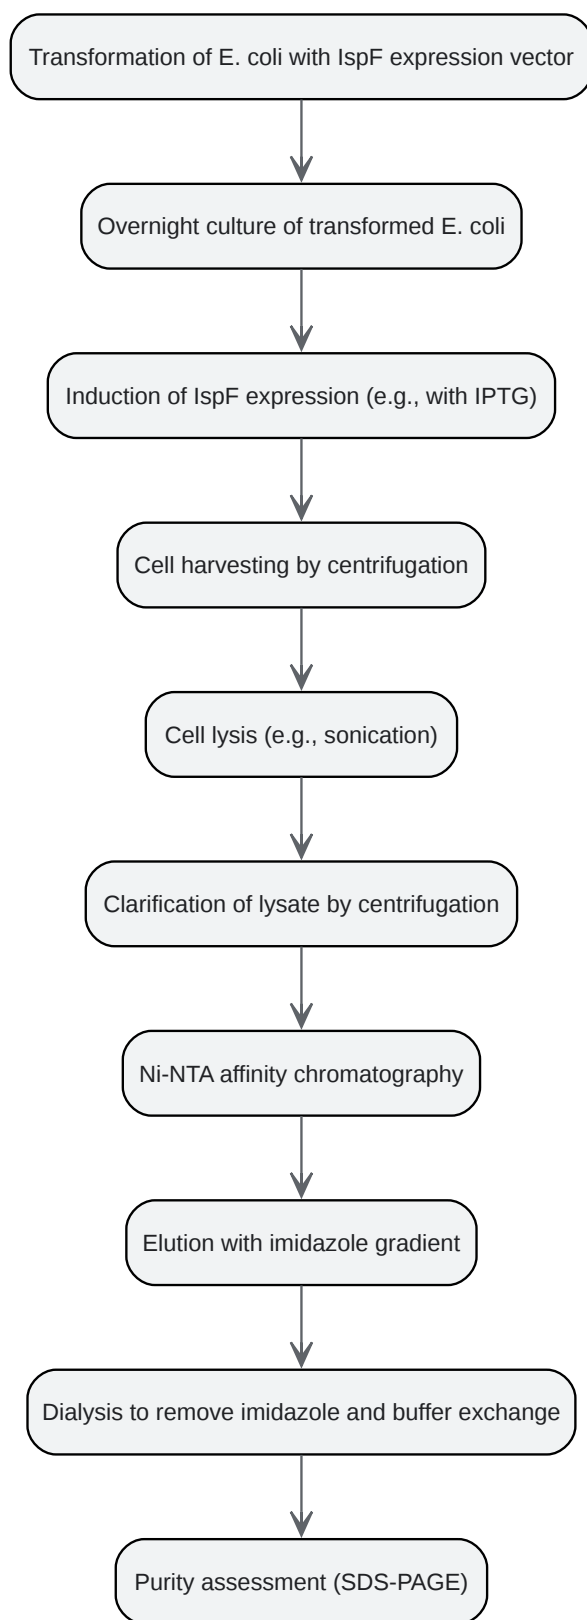 Transformation of E. coli with IspF expression vector
Overnight culture of transformed E. coli
Induction of IspF expression (e.g., with IPTG)
Cell harvesting by centrifugation
Cell lysis (e.g., sonication)
Clarification of lysate by centrifugation
Ni-NTA affinity chromatography
Elution with imidazole gradient
Dialysis to remove imidazole and buffer exchange
Purity assessment (SDS-PAGE)